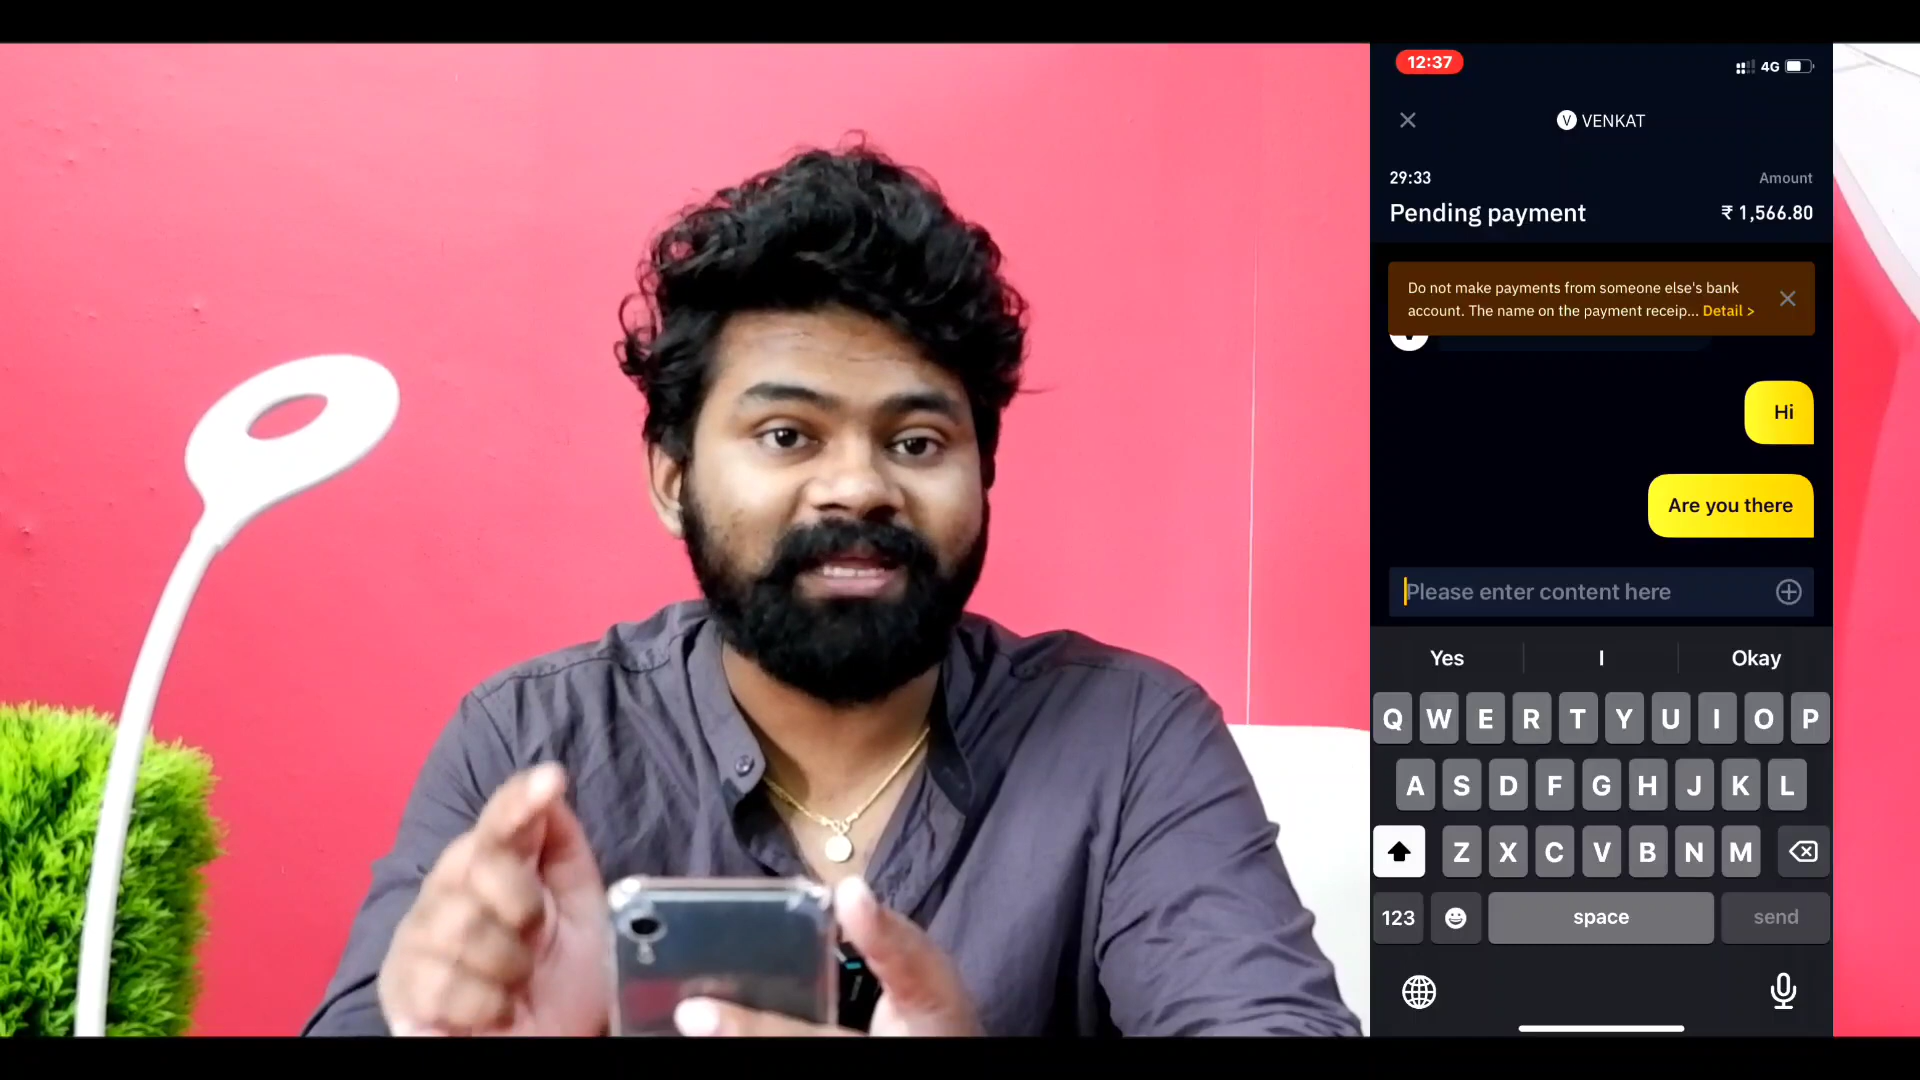 12:37
4G
V VENKAT
29:33
Amount
Pending payment
₹ 1,566.80
Do not make payments from someone else's bank
account. The name on the payment receip... Detail >
Hi
Are you there
Please enter content here
Yes I Okay
Q W E R T Y U I O P
A S D F G H J K L
Z X C V B N M
123 space send